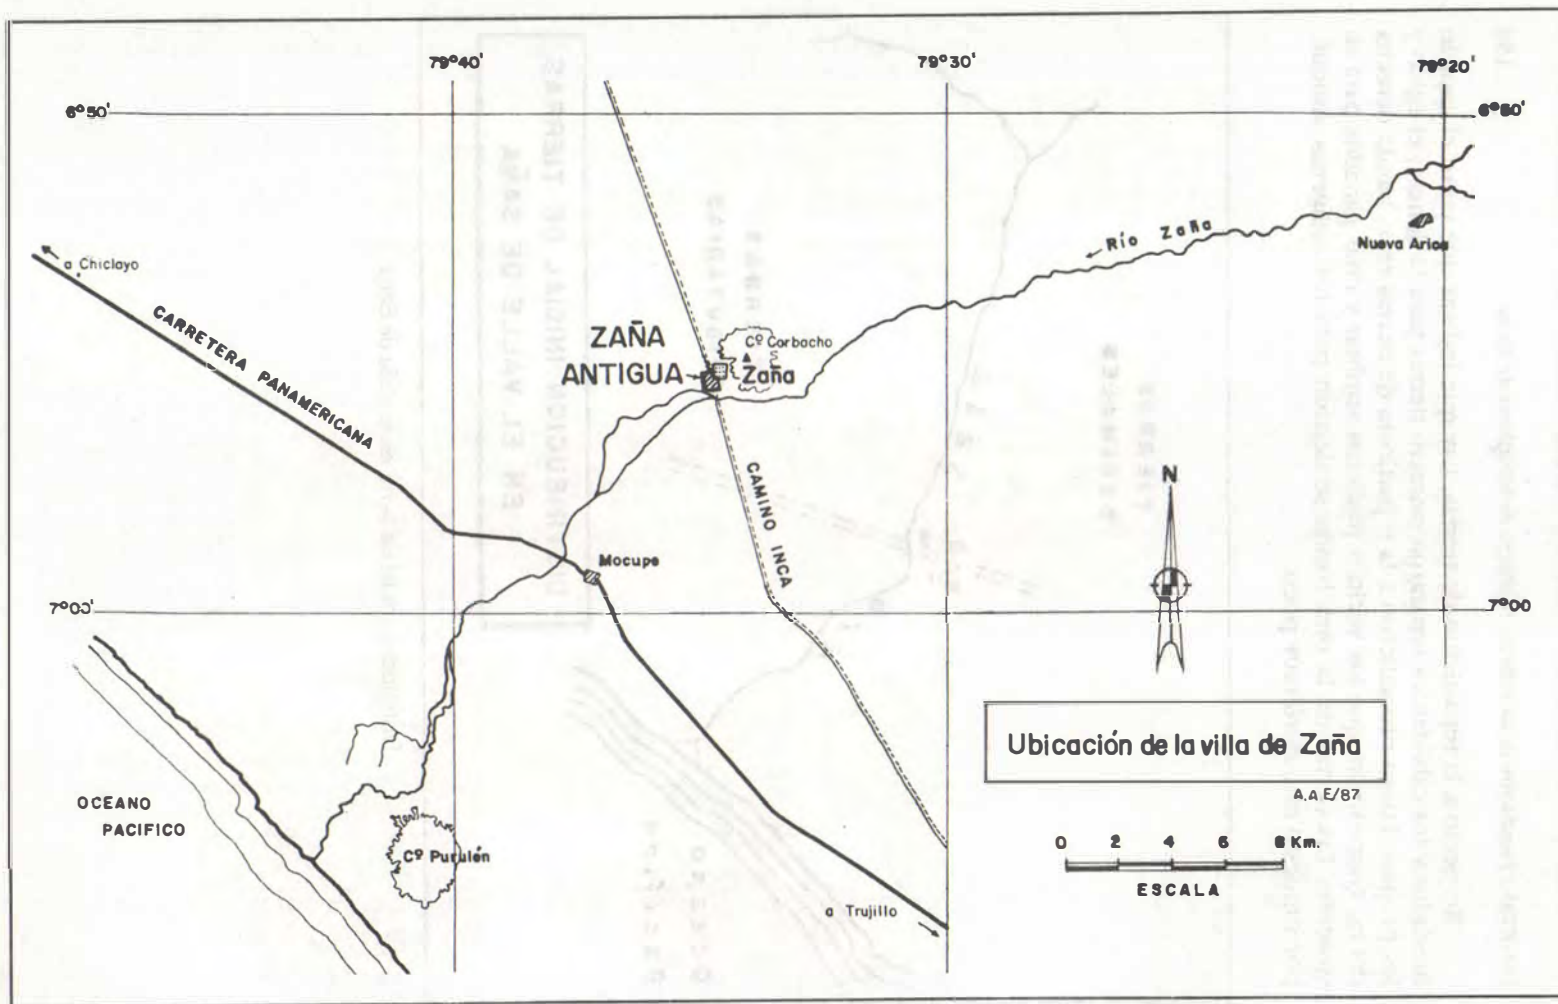 79°40'
79°30'
79°20'
6°50'
6°50'
Río Zaña
Nueva Arica
a Chiclayo
CARRETERA PANAMERICANA
ZAÑA
ANTIGUA
Cº Corbacho
Zaña
CAMINO INCA
N
Mocupe
7°00'
7°00
Ubicación de la villa de Zaña
A.A E/87
OCEANO
PACIFICO
Cº Purulén
0 2 4 6 8 Km.
ESCALA
a Trujillo